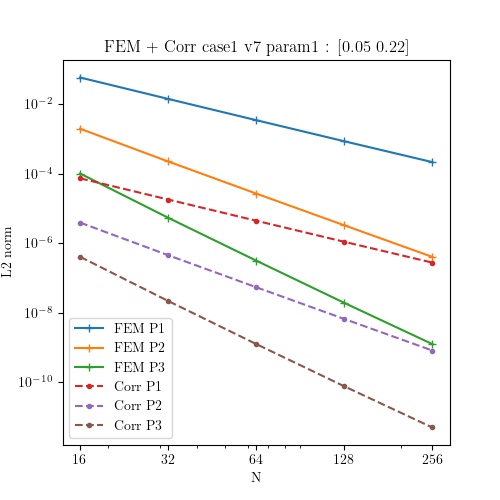 FEM + Corr case1 v7 param1 : [0.05 0.22]
L2 norm
10⁻²
10⁻⁴
10⁻⁶
10⁻⁸
10⁻¹⁰
FEM P1
FEM P2
FEM P3
Corr P1
Corr P2
Corr P3
16 32 64 128 256
N